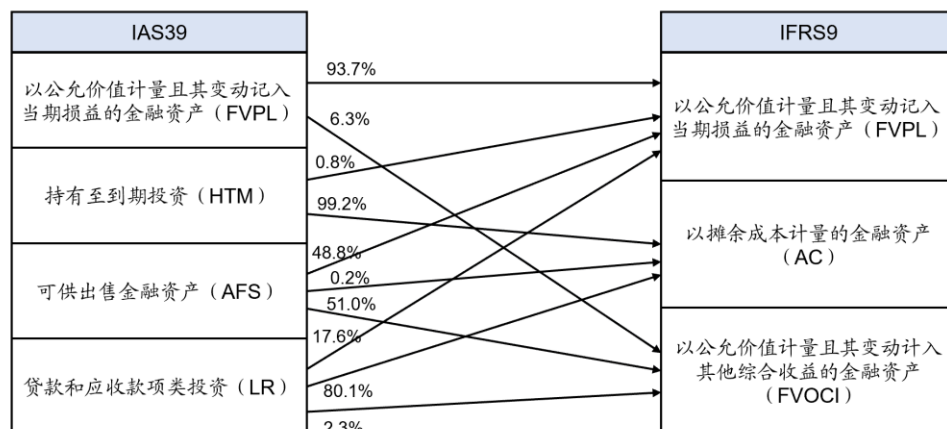 IAS39
IFRS9
以公允价值计量且其变动记入
当期损益的金融资产（FVPL）
持有至到期投资（HTM）
可供出售金融资产（AFS）
贷款和应收款项类投资（LR）
93.7%
6.3%
0.8%
99.2%
48.8%
0.2%
51.0%
17.6%
80.1%
2.3%
以公允价值计量且其变动记入
当期损益的金融资产（FVPL）
以摊余成本计量的金融资产
（AC）
以公允价值计量且其变动计入
其他综合收益的金融资产
（FVOCI）